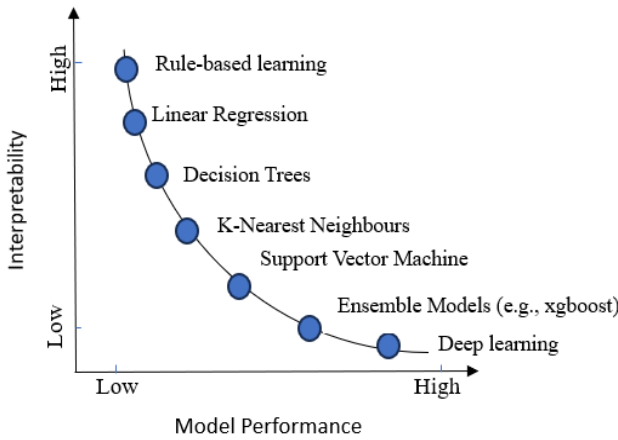 High
Rule-based learning
Linear Regression
Decision Trees
Interpretability
K-Nearest Neighbours
Support Vector Machine
Ensemble Models (e.g., xgboost)
Low
Deep learning
Low
High
Model Performance